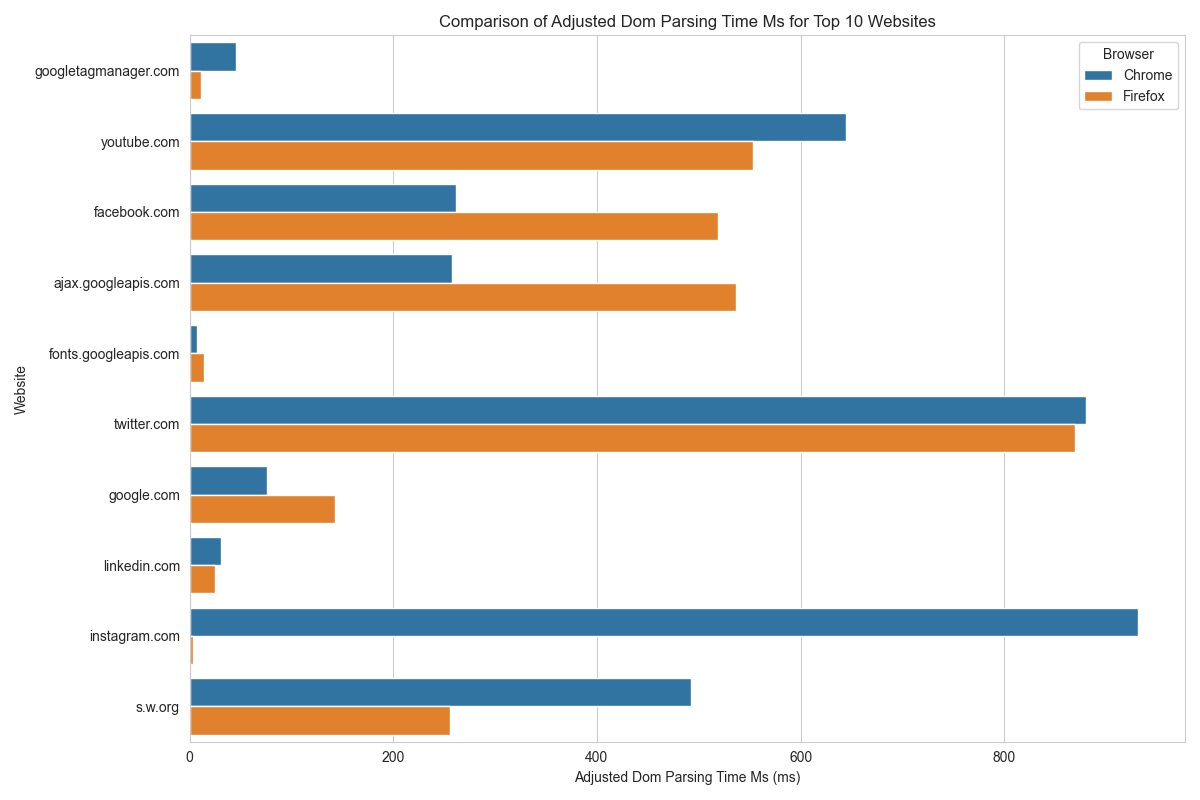 Comparison of Adjusted Dom Parsing Time Ms for Top 10 Websites
Browser
Chrome
Firefox
googletagmanager.com
youtube.com
facebook.com
ajax.googleapis.com
fonts.googleapis.com
twitter.com
google.com
linkedin.com
instagram.com
s.w.org
Website
0 200 400 600 800
Adjusted Dom Parsing Time Ms (ms)